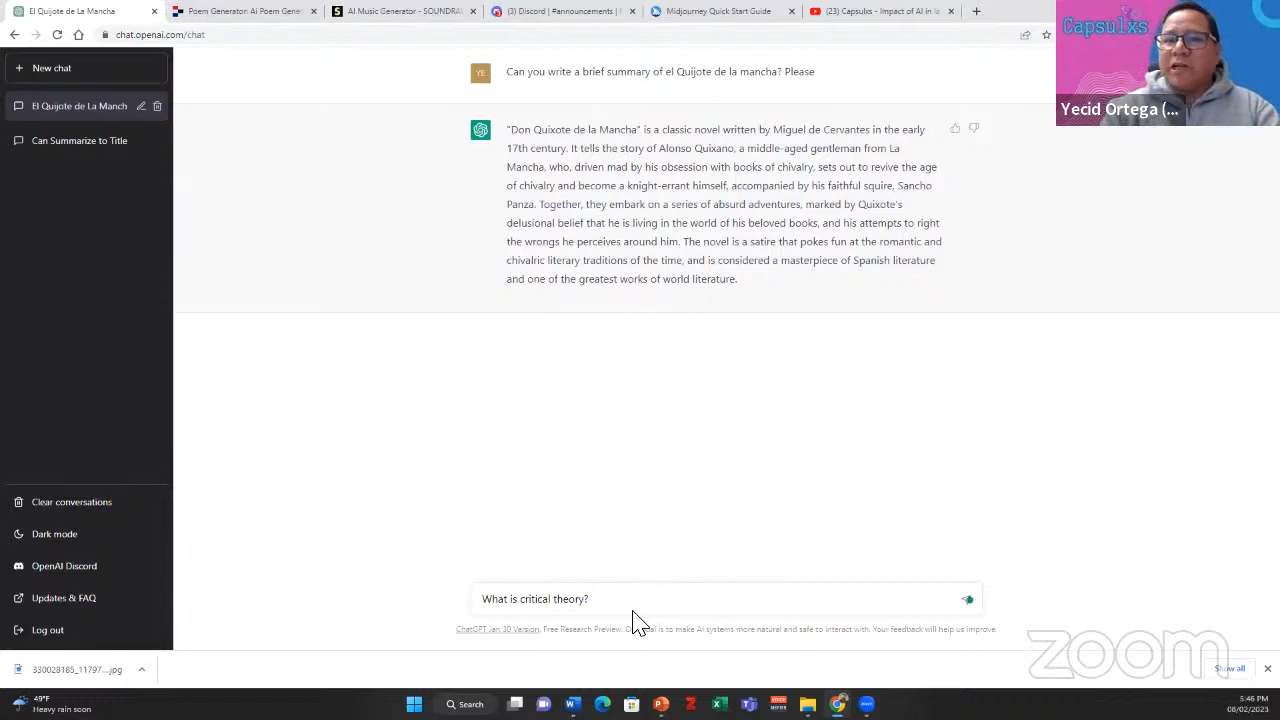 El Quijote de La Mancha
Poem Generator: Ai Poem Gene
AI Music Generator - SOUNDRA
(3) Discord | #announcements |
Midjourney Quick Start Guide
(23) Capsulxs - Impact of AI in la
chat.openai.com/chat
Capsulxs
Yecid Ortega (...
New chat
El Quijote de La Manch
Can Summarize to Title
YE
Can you write a brief summary of el Quijote de la mancha? Please
"Don Quixote de la Mancha" is a classic novel written by Miguel de Cervantes in the early
17th century. It tells the story of Alonso Quixano, a middle-aged gentleman from La
Mancha, who, driven mad by his obsession with books of chivalry, sets out to revive the age
of chivalry and become a knight-errant himself, accompanied by his faithful squire, Sancho
Panza. Together, they embark on a series of absurd adventures, marked by Quixote's
delusional belief that he is living in the world of his beloved books, and his attempts to right
the wrongs he perceives around him. The novel is a satire that pokes fun at the romantic and
chivalric literary traditions of the time, and is considered a masterpiece of Spanish literature
and one of the greatest works of world literature.
Clear conversations
Dark mode
OpenAI Discord
Updates & FAQ
Log out
What is critical theory?
ChatGPT Jan 30 Version. Free Research Preview. is to make AI systems more natural and safe to interact with. Your feedback will help us improve.
zoom
330028185_11797....jpg
Show all
49°F
Heavy rain soon
Search
5:46 PM
08/02/2023